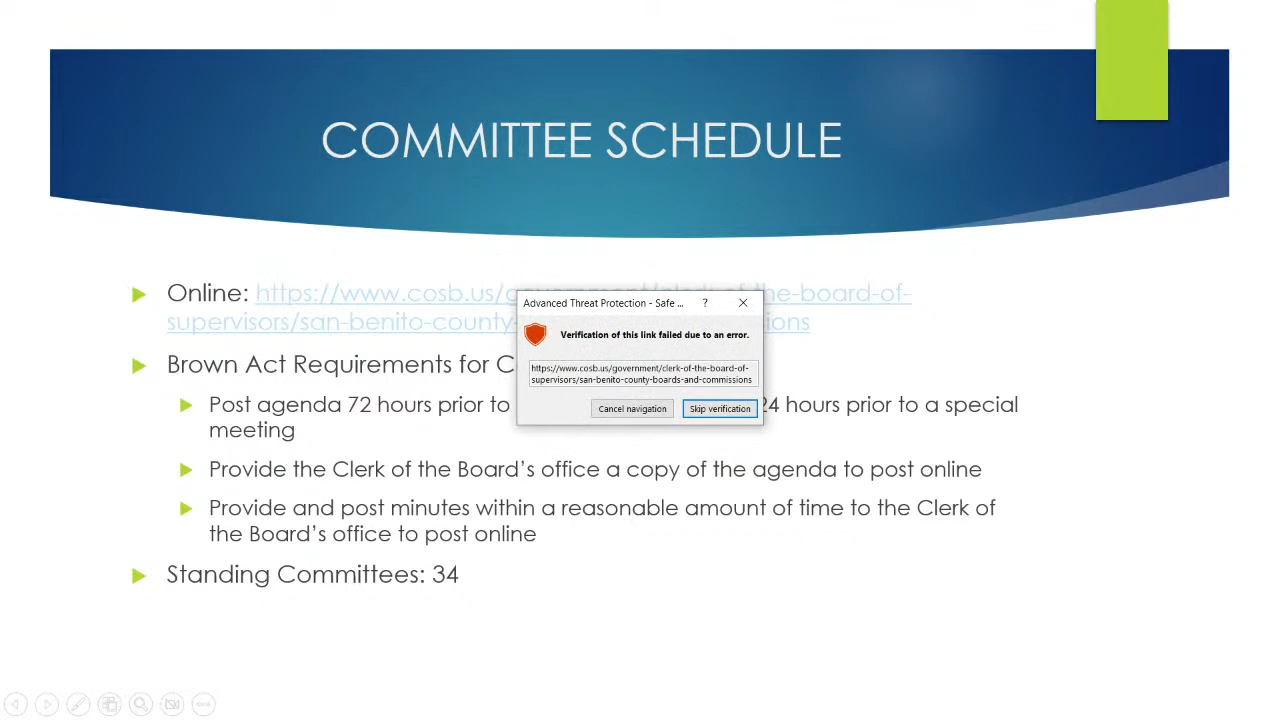 COMMITTEE SCHEDULE
Online: https://www.cosb.us/government/clerk-of-the-board-of-
supervisors/san-benito-county-boards-and-commissions
Brown Act Requirements for C
Post agenda 72 hours prior to 24 hours prior to a special
meeting
Provide the Clerk of the Board's office a copy of the agenda to post online
Provide and post minutes within a reasonable amount of time to the Clerk of
the Board's office to post online
Standing Committees: 34
Advanced Threat Protection - Safe ...
?
Verification of this link failed due to an error.
https://www.cosb.us/government/clerk-of-the-board-of-
supervisors/san-benito-county-boards-and-commissions
Cancel navigation
Skip verification